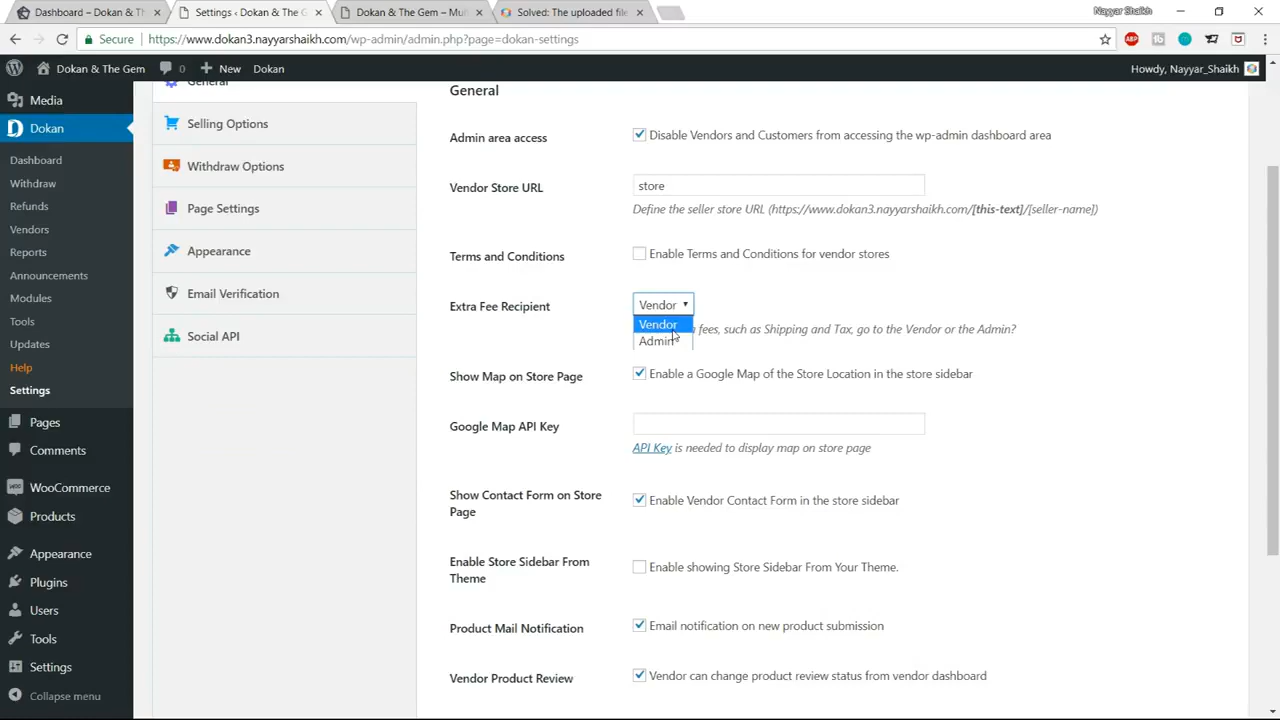 Dashboard – Dokan & Th
Settings ‹ Dokan & The G
Dokan & The Gem – Mul
Solved: The uploaded file
Nayyar Shaikh
Secure
https://www.dokan3.nayyarshaikh.com/wp-admin/admin.php?page=dokan-settings
Dokan & The Gem
0
New
Dokan
Howdy, Nayyar_Shaikh
Media
Dokan
Dashboard
Withdraw
Refunds
Vendors
Reports
Announcements
Modules
Tools
Updates
Help
Settings
Pages
Comments
WooCommerce
Products
Appearance
Plugins
Users
Tools
Settings
Collapse menu
General
Selling Options
Withdraw Options
Page Settings
Appearance
Email Verification
Social API
General
Admin area access
Disable Vendors and Customers from accessing the wp-admin dashboard area
Vendor Store URL
store
Define the seller store URL (https://www.dokan3.nayyarshaikh.com/[this-text]/[seller-name])
Terms and Conditions
Enable Terms and Conditions for vendor stores
Extra Fee Recipient
Vendor
Vendor
Admin
fees, such as Shipping and Tax, go to the Vendor or the Admin?
Show Map on Store Page
Enable a Google Map of the Store Location in the store sidebar
Google Map API Key
API Key is needed to display map on store page
Show Contact Form on Store
Page
Enable Vendor Contact Form in the store sidebar
Enable Store Sidebar From
Theme
Enable showing Store Sidebar From Your Theme.
Product Mail Notification
Email notification on new product submission
Vendor Product Review
Vendor can change product review status from vendor dashboard